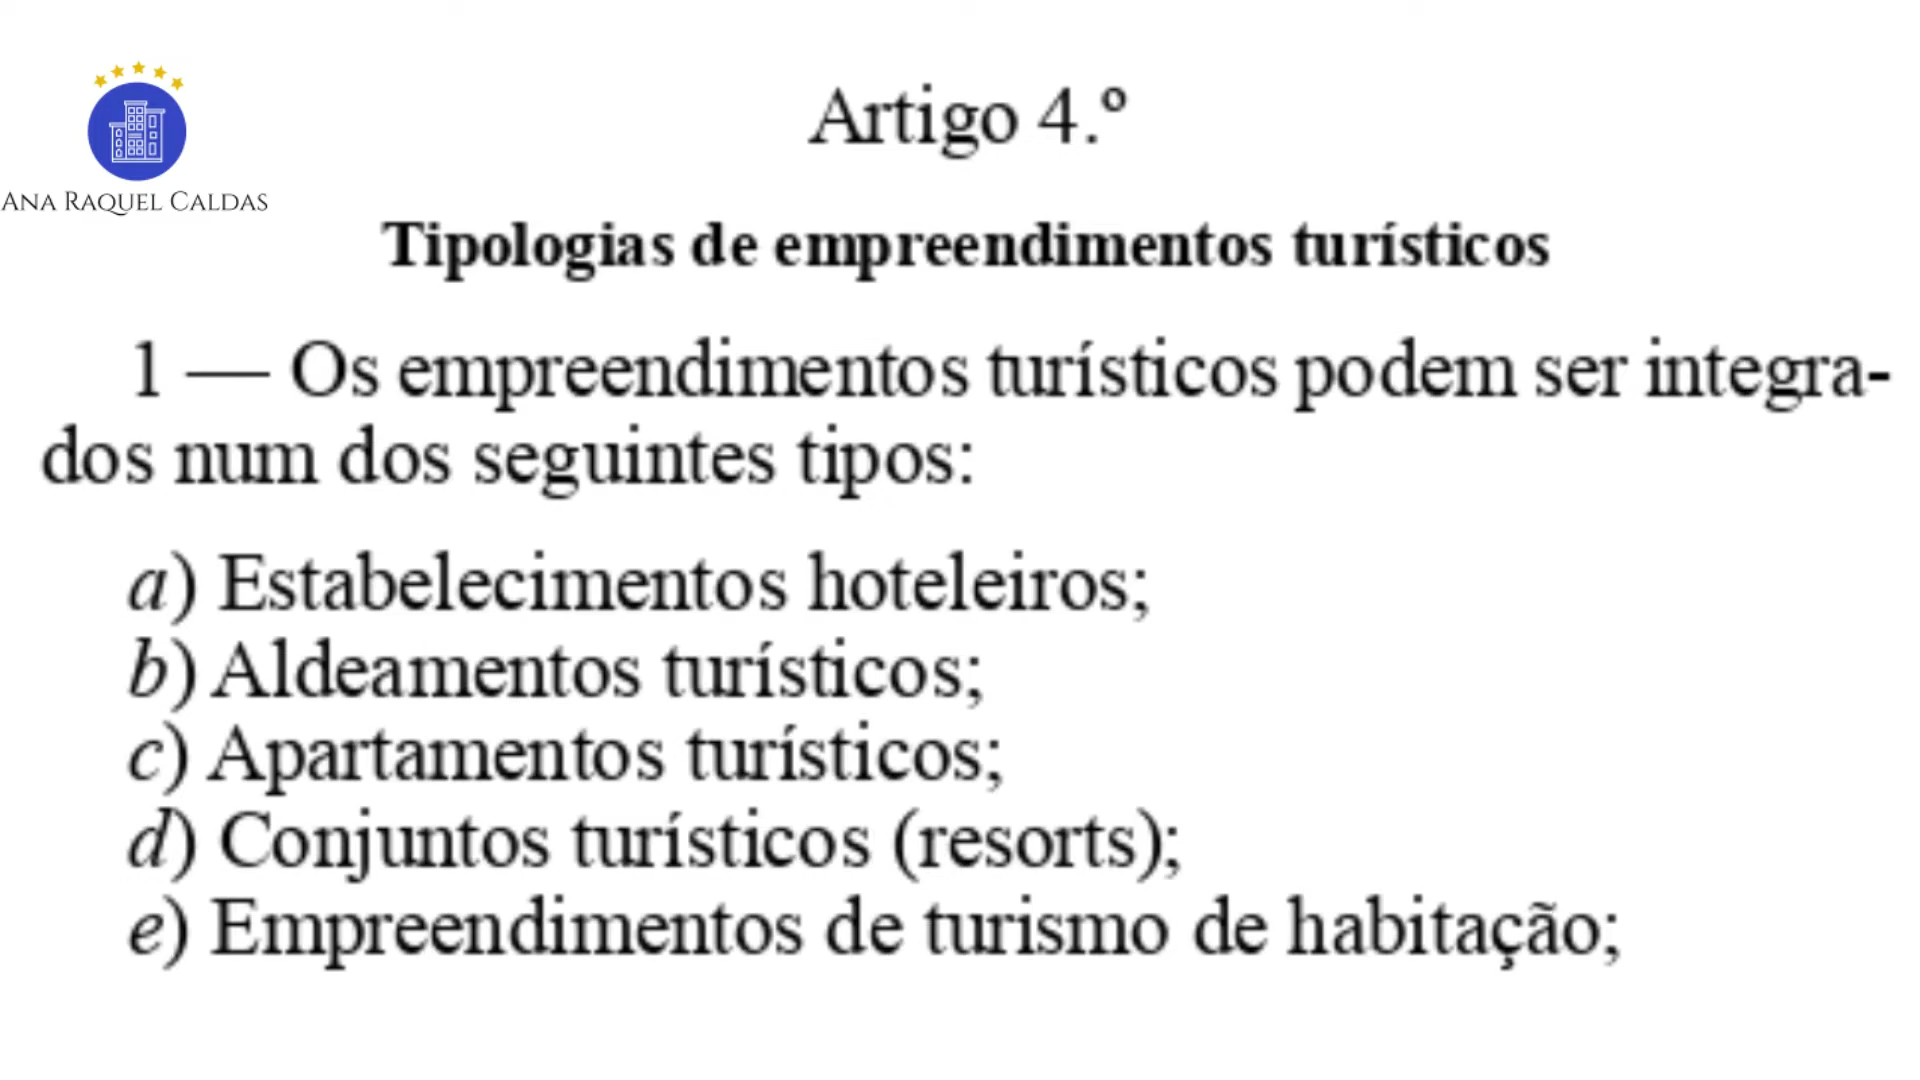 ANA RAQUEL CALDAS
Artigo 4.º
Tipologias de empreendimentos turísticos
1 — Os empreendimentos turísticos podem ser integra-
dos num dos seguintes tipos:
a) Estabelecimentos hoteleiros;
b) Aldeamentos turísticos;
c) Apartamentos turísticos;
d) Conjuntos turísticos (resorts);
e) Empreendimentos de turismo de habitação;